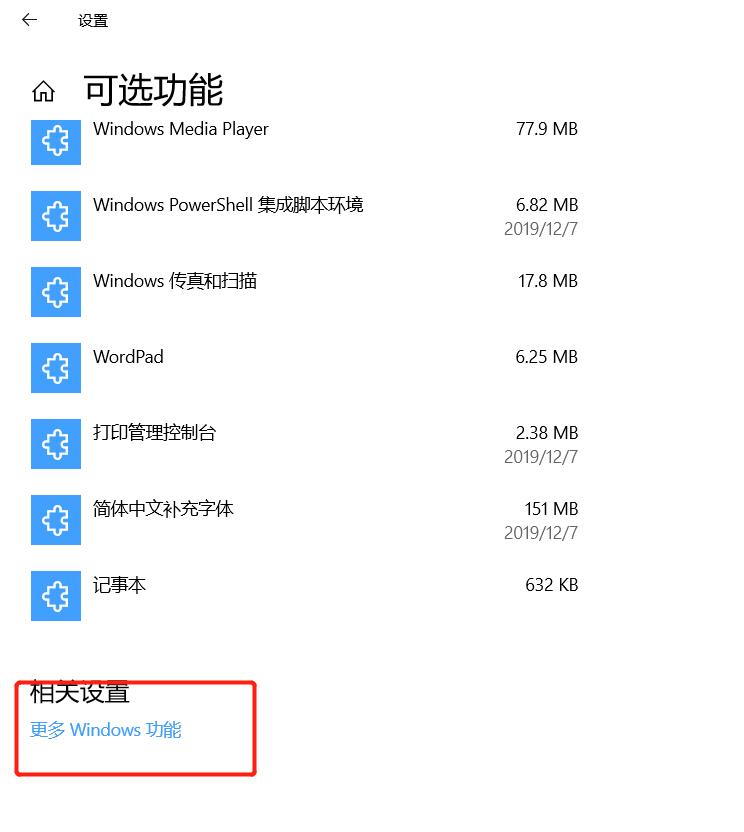 设置
可选功能
Windows Media Player 77.9 MB
Windows PowerShell 集成脚本环境 6.82 MB
2019/12/7
Windows 传真和扫描 17.8 MB
WordPad 6.25 MB
打印管理控制台 2.38 MB
2019/12/7
简体中文补充字体 151 MB
2019/12/7
记事本 632 KB
相关设置
更多 Windows 功能